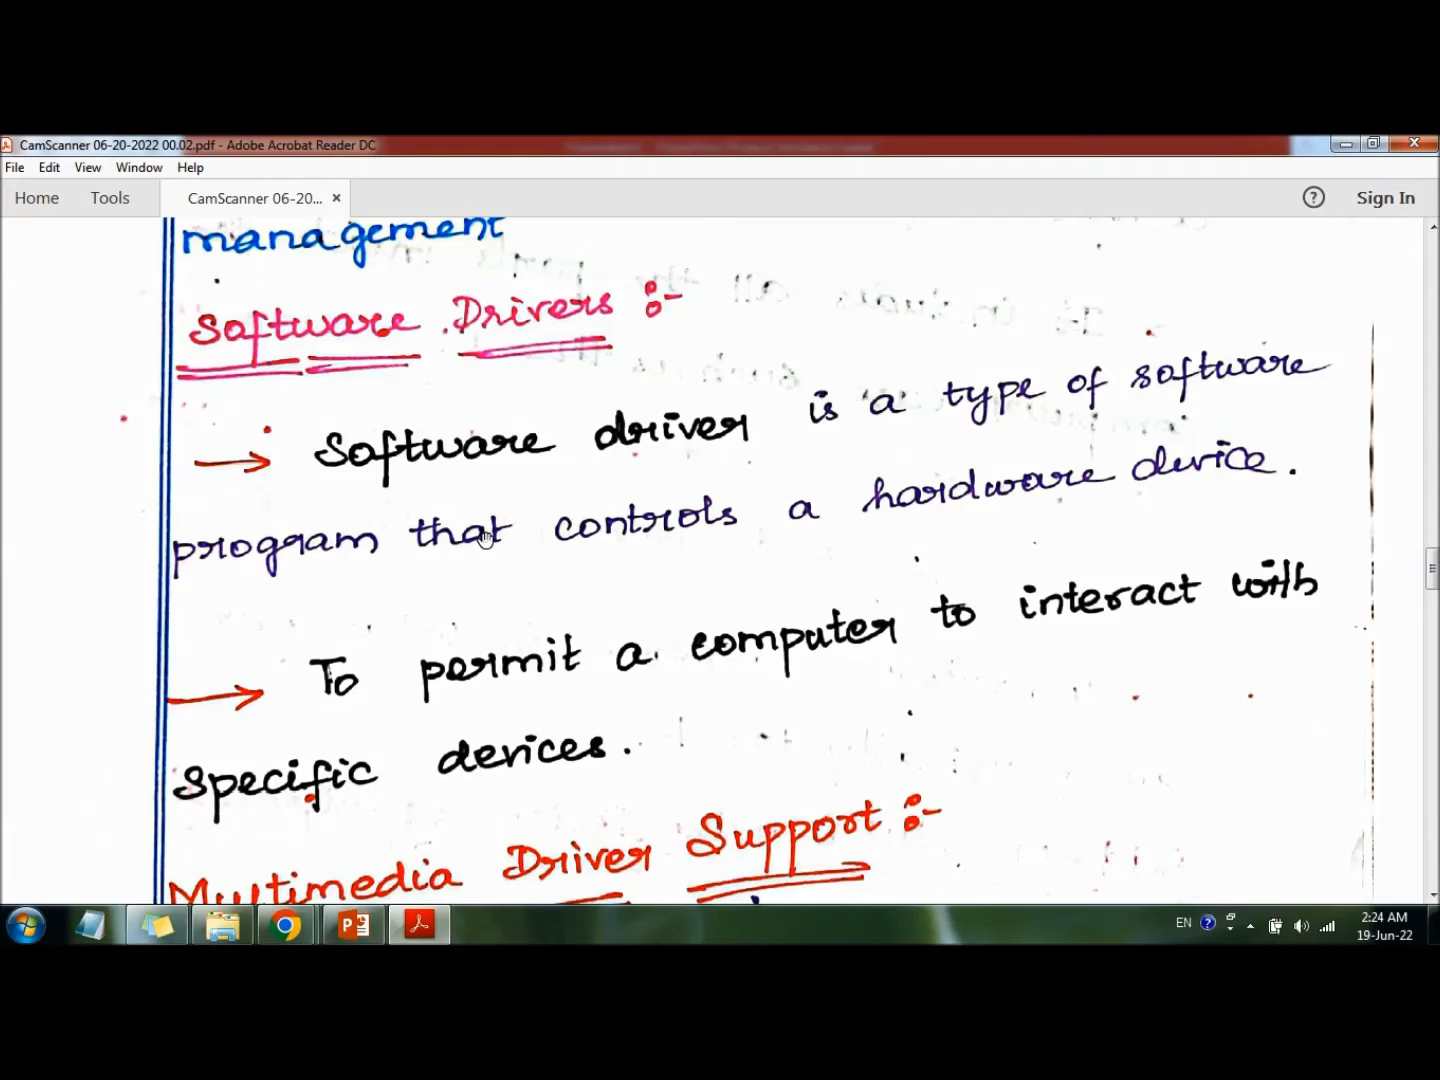 CamScanner 06-20-2022 00.02.pdf - Adobe Acrobat Reader DC
File Edit View Window Help
Home Tools CamScanner 06-20... × ? Sign In
management
Software Drivers :-
→ Software driver is a type of software
program that controls a hardware device.
→ To permit a computer to interact with
specific devices.
Multimedia Driver Support :-
EN 2:24 AM
19-Jun-22